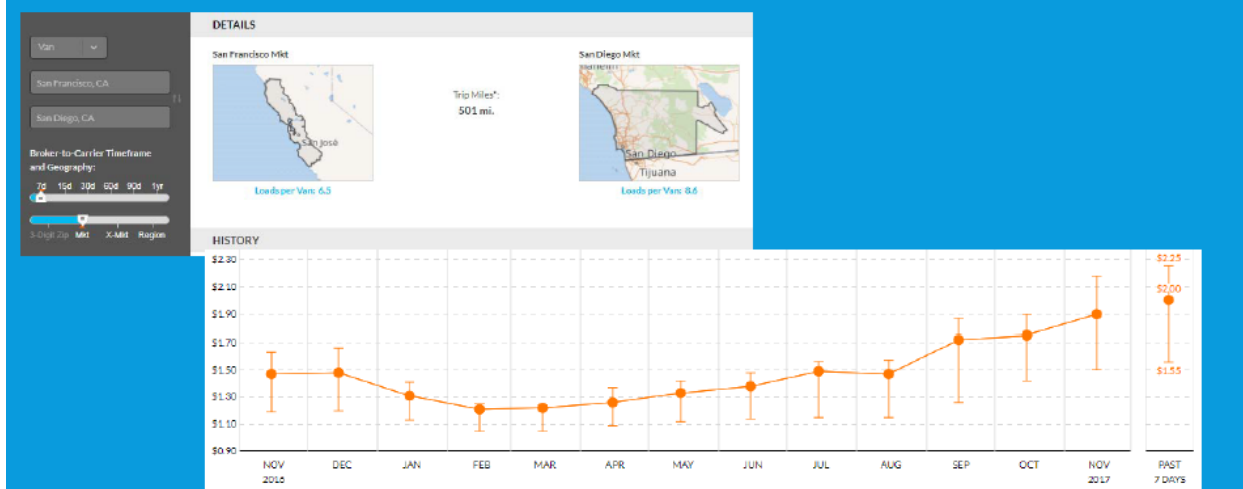 DETAILS
Van
San Francisco Mkt
San Diego Mkt
San Francisco, CA
Trip Miles*:
501 mi.
San Diego, CA
San José
San Diego
Tijuana
Broker-to-Carrier Timeframe
and Geography:
Loads per Van: 6.5
Loads per Van: 8.6
7d 15d 30d 60d 90d 1yr
3-Digit Zip Mkt X-Mkt Region
HISTORY
$2.30
$2.10
$1.90
$1.70
$1.50
$1.30
$1.10
$0.90
$2.25
$2.00
$1.55
NOV
2016
DEC
JAN
FEB
MAR
APR
MAY
JUN
JUL
AUG
SEP
OCT
NOV
2017
PAST
7 DAYS